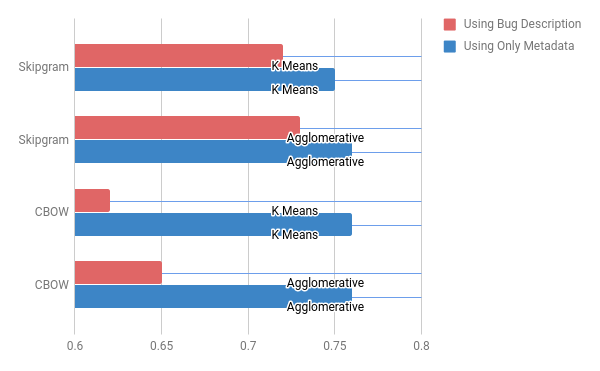 Using Bug Description
Using Only Metadata
Skipgram
K Means
K Means
Skipgram
Agglomerative
Agglomerative
CBOW
K Means
K Means
CBOW
Agglomerative
Agglomerative
0.6 0.65 0.7 0.75 0.8